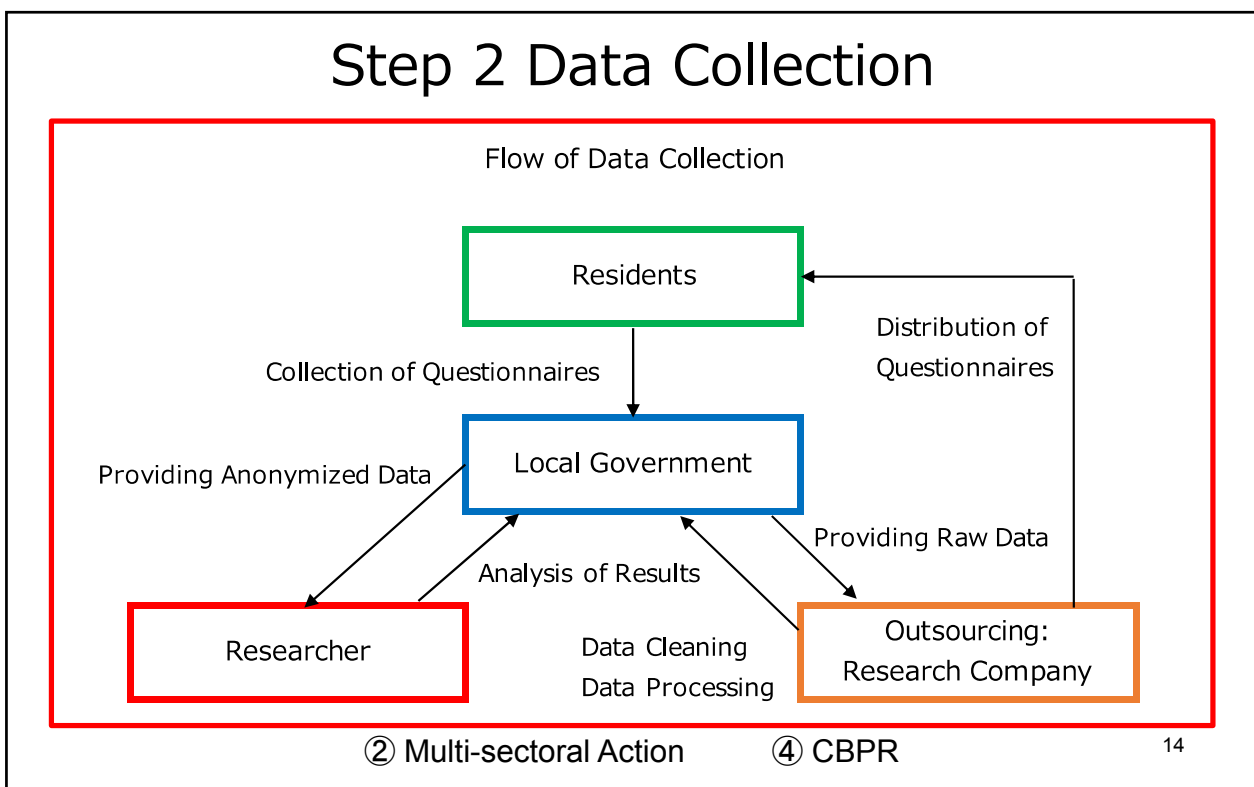 Step 2 Data Collection
Flow of Data Collection
Residents
Distribution of
Questionnaires
Collection of Questionnaires
Local Government
Providing Anonymized Data
Providing Raw Data
Analysis of Results
Researcher
Data Cleaning
Data Processing
Outsourcing:
Research Company
② Multi-sectoral Action ④ CBPR
14